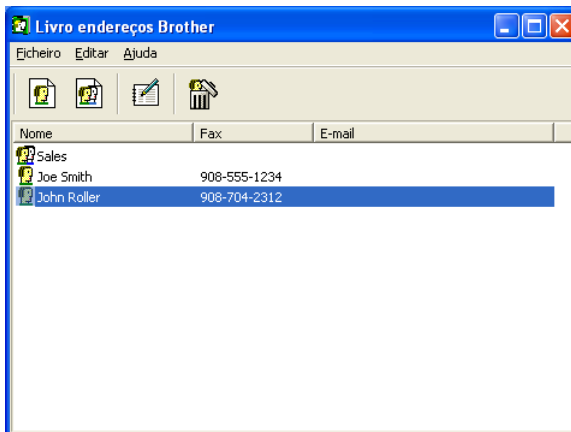 Livro endereços Brother
Ficheiro Editar Ajuda
Nome Fax E-mail
Sales
Joe Smith 908-555-1234
John Roller 908-704-2312